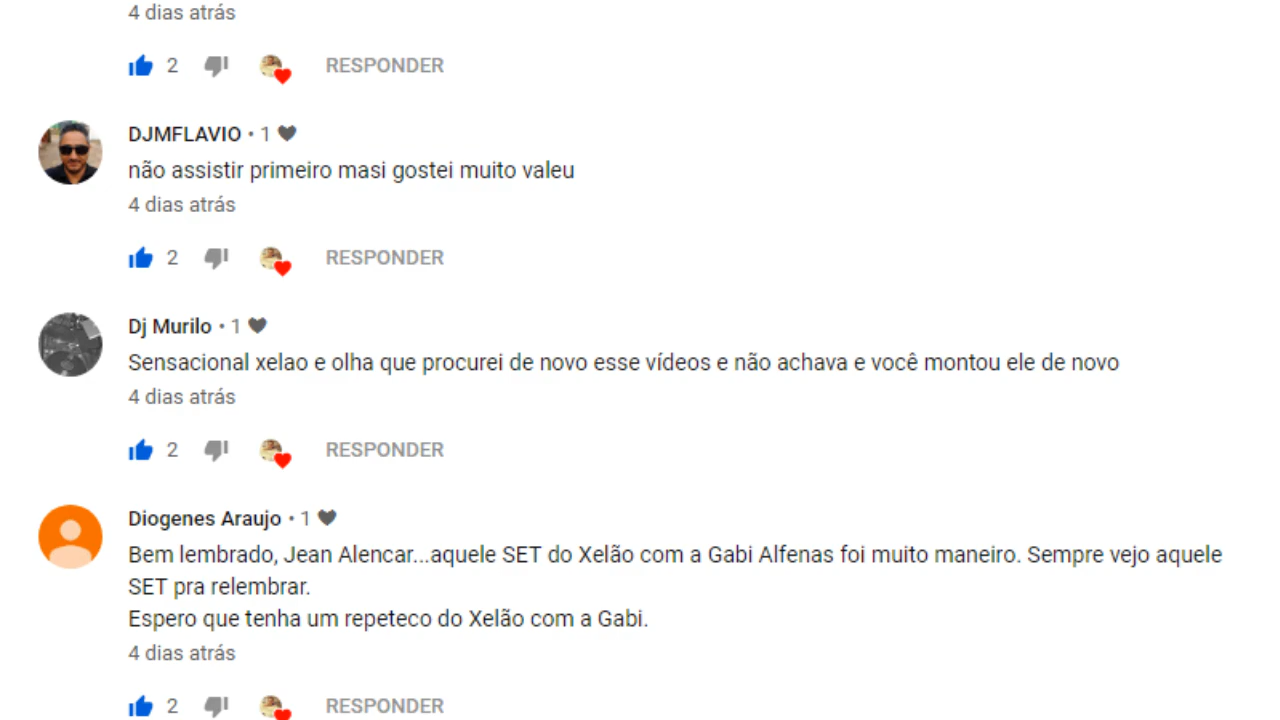 4 dias atrás
2 RESPONDER
DJMFLAVIO • 1
não assistir primeiro masi gostei muito valeu
4 dias atrás
2 RESPONDER
Dj Murilo • 1
Sensacional xelao e olha que procurei de novo esse vídeos e não achava e você montou ele de novo
4 dias atrás
2 RESPONDER
Diogenes Araujo • 1
Bem lembrado, Jean Alencar...aquele SET do Xelão com a Gabi Alfenas foi muito maneiro. Sempre vejo aquele
SET pra relembrar.
Espero que tenha um repeteco do Xelão com a Gabi.
4 dias atrás
2 RESPONDER